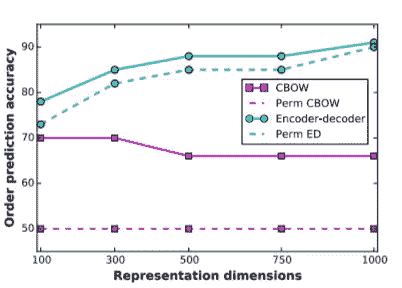 Order prediction accuracy
90
80
70
60
50
CBOW
Perm CBOW
Encoder-decoder
Perm ED
100
300
500
750
1000
Representation dimensions